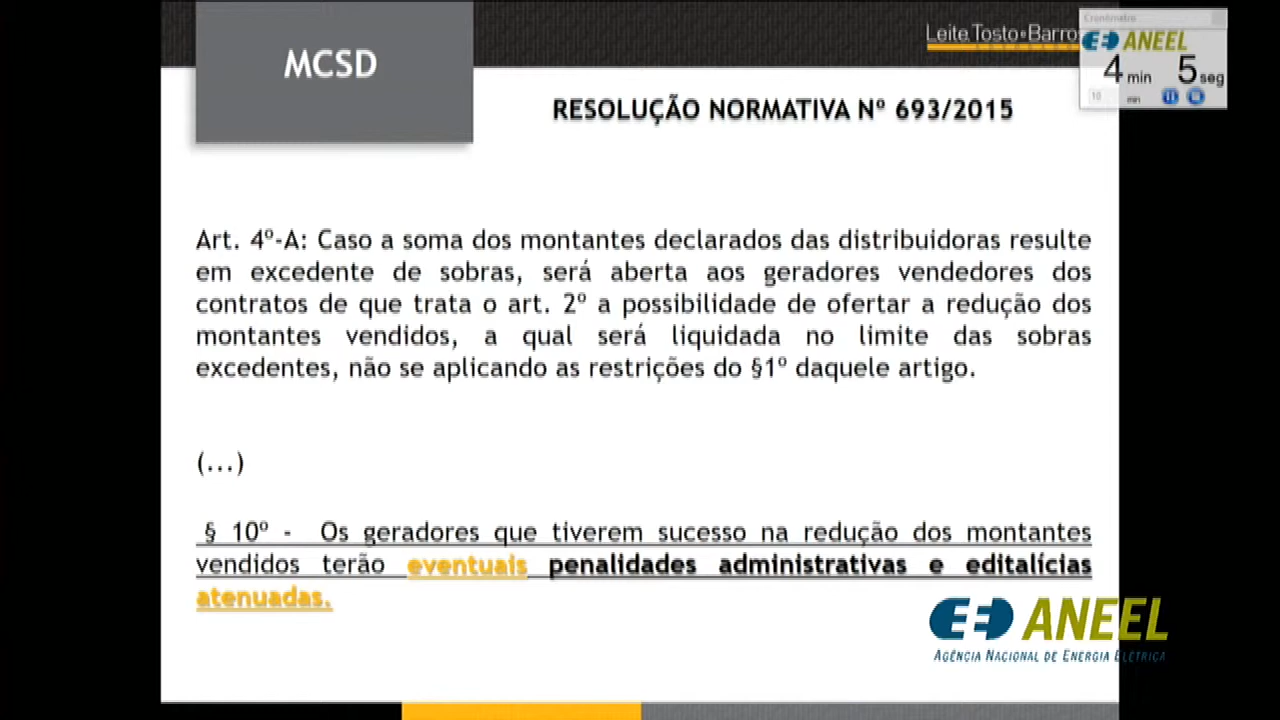 MCSD
Leite, Tosto e Barros
Cronômetro
ANEEL
4 min 5 seg
10 min
RESOLUÇÃO NORMATIVA Nº 693/2015
Art. 4º-A: Caso a soma dos montantes declarados das distribuidoras resulte
em excedente de sobras, será aberta aos geradores vendedores dos
contratos de que trata o art. 2º a possibilidade de ofertar a redução dos
montantes vendidos, a qual será liquidada no limite das sobras
excedentes, não se aplicando as restrições do §1º daquele artigo.
(...)
§ 10º - Os geradores que tiverem sucesso na redução dos montantes
vendidos terão eventuais penalidades administrativas e editalícias
atenuadas.
ANEEL
AGÊNCIA NACIONAL DE ENERGIA ELÉTRICA